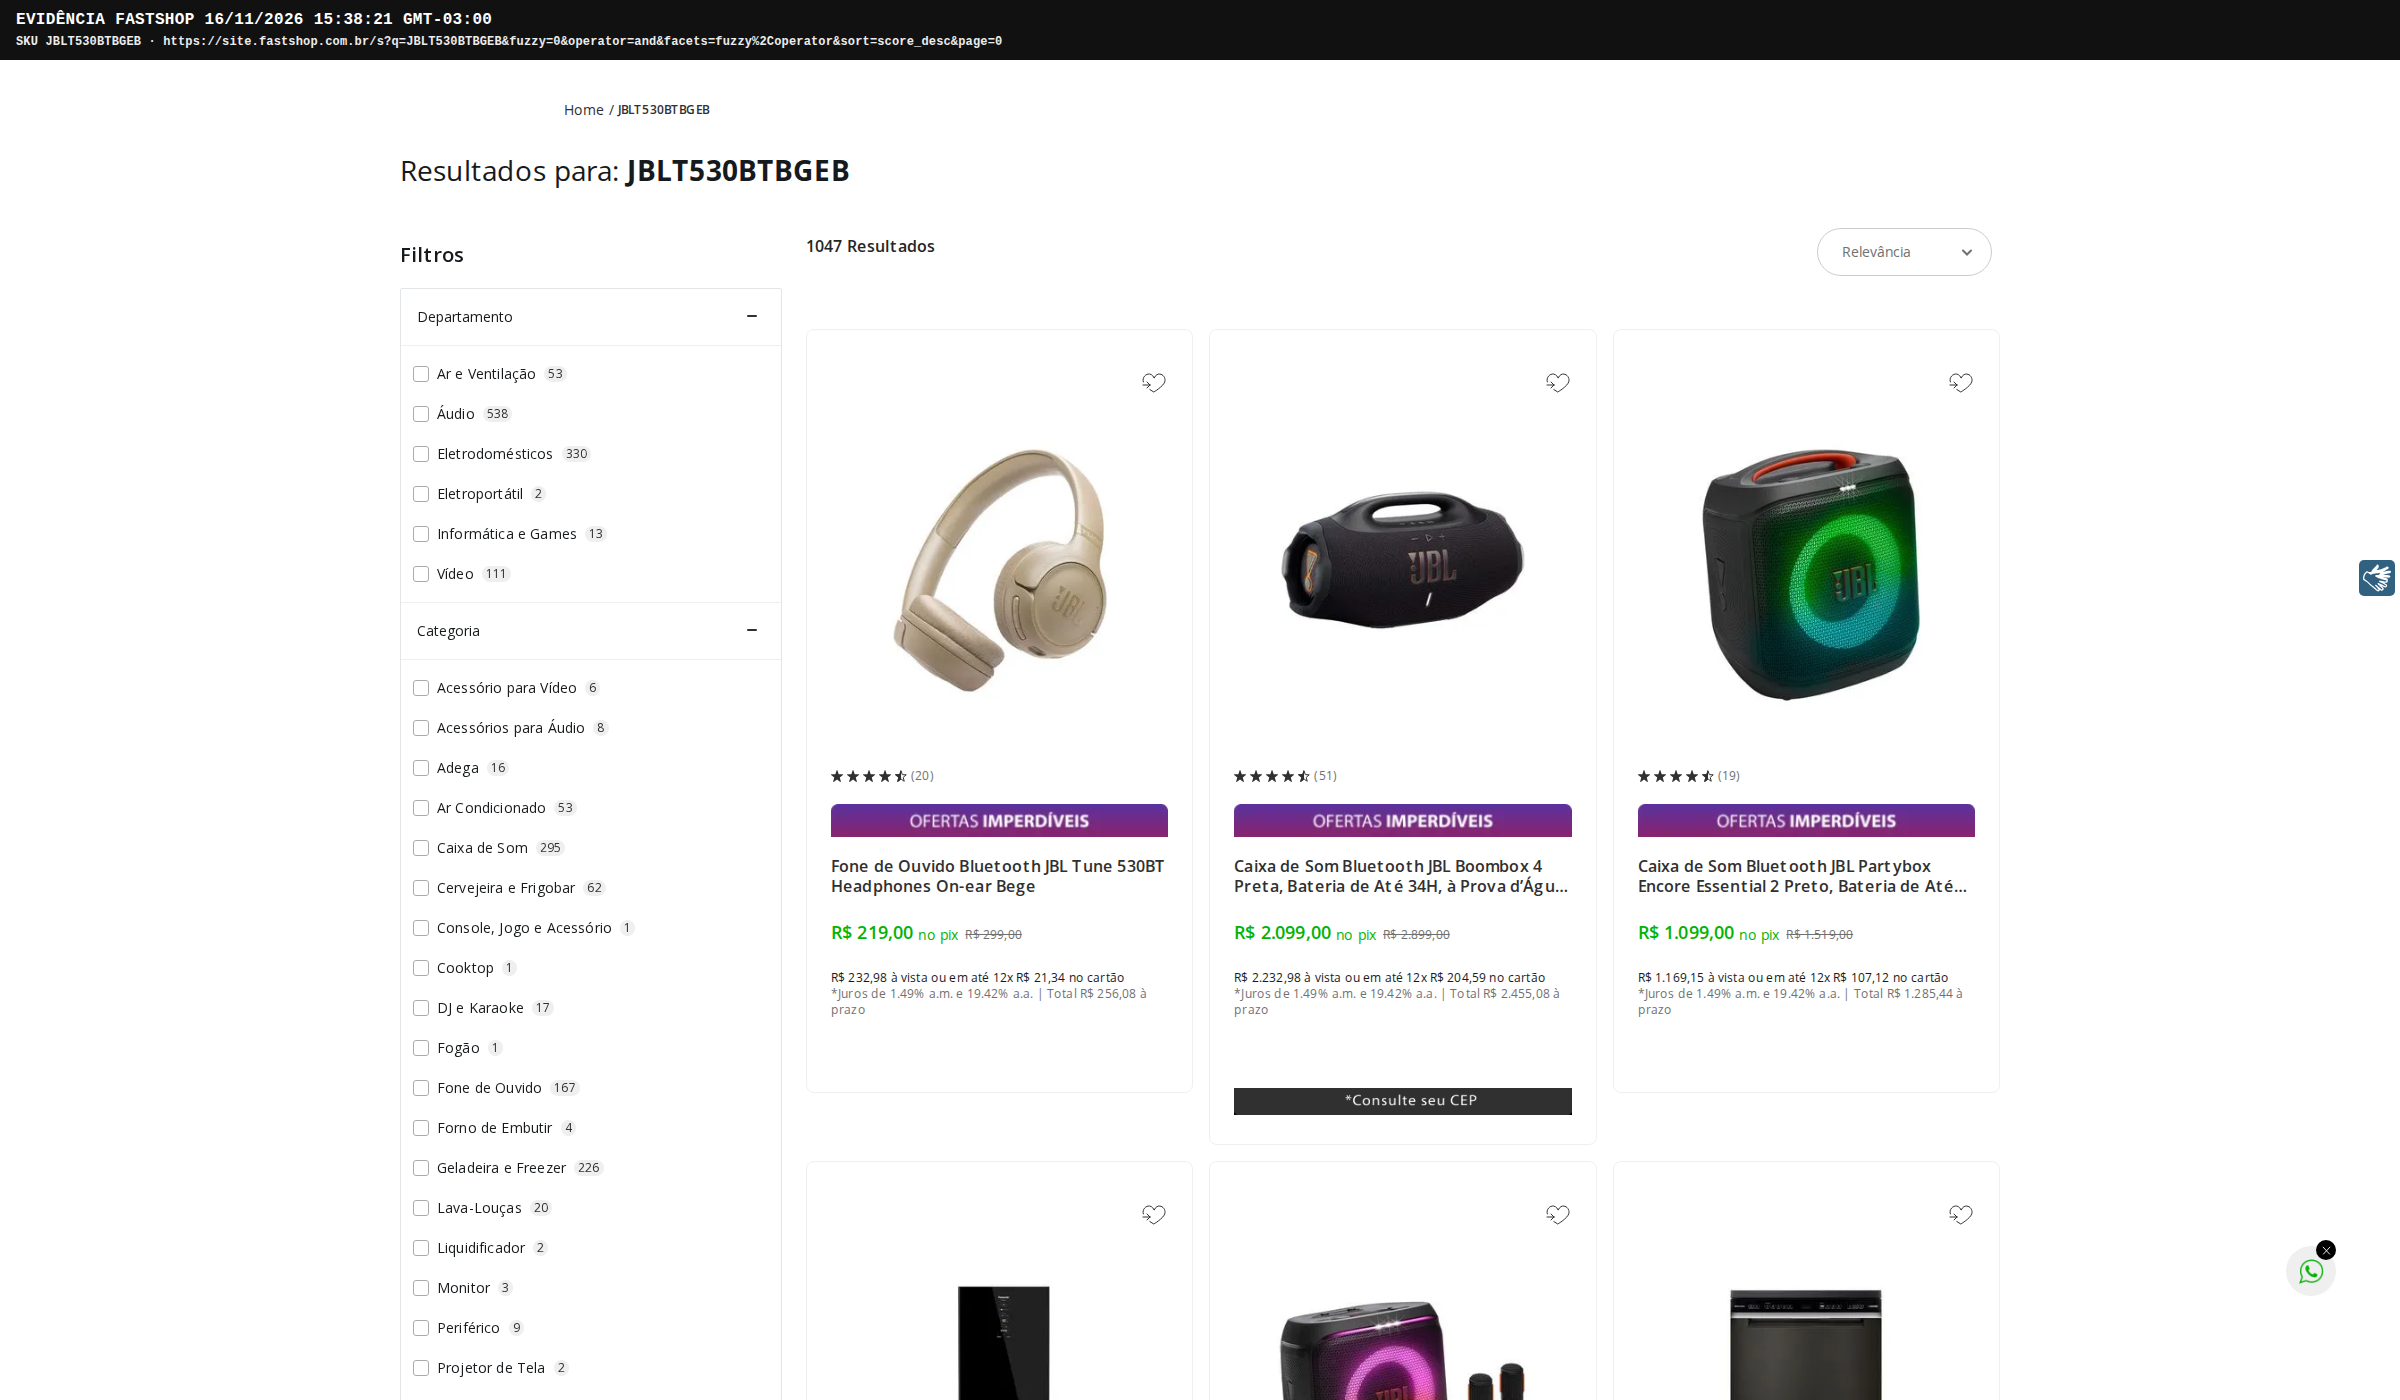 EVIDÊNCIA FASTSHOP 16/11/2026 15:38:21 GMT-03:00
SKU JBLT530BTBGEB · https://site.fastshop.com.br/s?q=JBLT530BTBGEB&fuzzy=0&operator=and&facets=fuzzy%2Coperator&sort=score_desc&page=0
Home / JBLT530BTBGEB
Resultados para: JBLT530BTBGEB
Filtros
1047 Resultados
Relevância
Departamento
Ar e Ventilação 53
Áudio 538
Eletrodomésticos 330
Eletroportátil 2
Informática e Games 13
Vídeo 111
Categoria
Acessório para Vídeo 6
Acessórios para Áudio 8
Adega 16
Ar Condicionado 53
Caixa de Som 295
Cervejeira e Frigobar 62
Console, Jogo e Acessório 1
Cooktop 1
DJ e Karaoke 17
Fogão 1
Fone de Ouvido 167
Forno de Embutir 4
Geladeira e Freezer 226
Lava-Louças 20
Liquidificador 2
Monitor 3
Periférico 9
Projetor de Tela 2
JBL
(20)
OFERTAS IMPERDÍVEIS
Fone de Ouvido Bluetooth JBL Tune 530BT
Headphones On-ear Bege
R$ 219,00 no pix R$ 299,00
R$ 232,98 à vista ou em até 12x R$ 21,34 no cartão
*Juros de 1.49% a.m. e 19.42% a.a. | Total R$ 256,08 à
prazo
JBL
(51)
OFERTAS IMPERDÍVEIS
Caixa de Som Bluetooth JBL Boombox 4
Preta, Bateria de Até 34H, à Prova d’Águ...
R$ 2.099,00 no pix R$ 2.899,00
R$ 2.232,98 à vista ou em até 12x R$ 204,59 no cartão
*Juros de 1.49% a.m. e 19.42% a.a. | Total R$ 2.455,08 à
prazo
*Consulte seu CEP
JBL
(19)
OFERTAS IMPERDÍVEIS
Caixa de Som Bluetooth JBL Partybox
Encore Essential 2 Preto, Bateria de Até...
R$ 1.099,00 no pix R$ 1.519,00
R$ 1.169,15 à vista ou em até 12x R$ 107,12 no cartão
*Juros de 1.49% a.m. e 19.42% a.a. | Total R$ 1.285,44 à
prazo
JBL